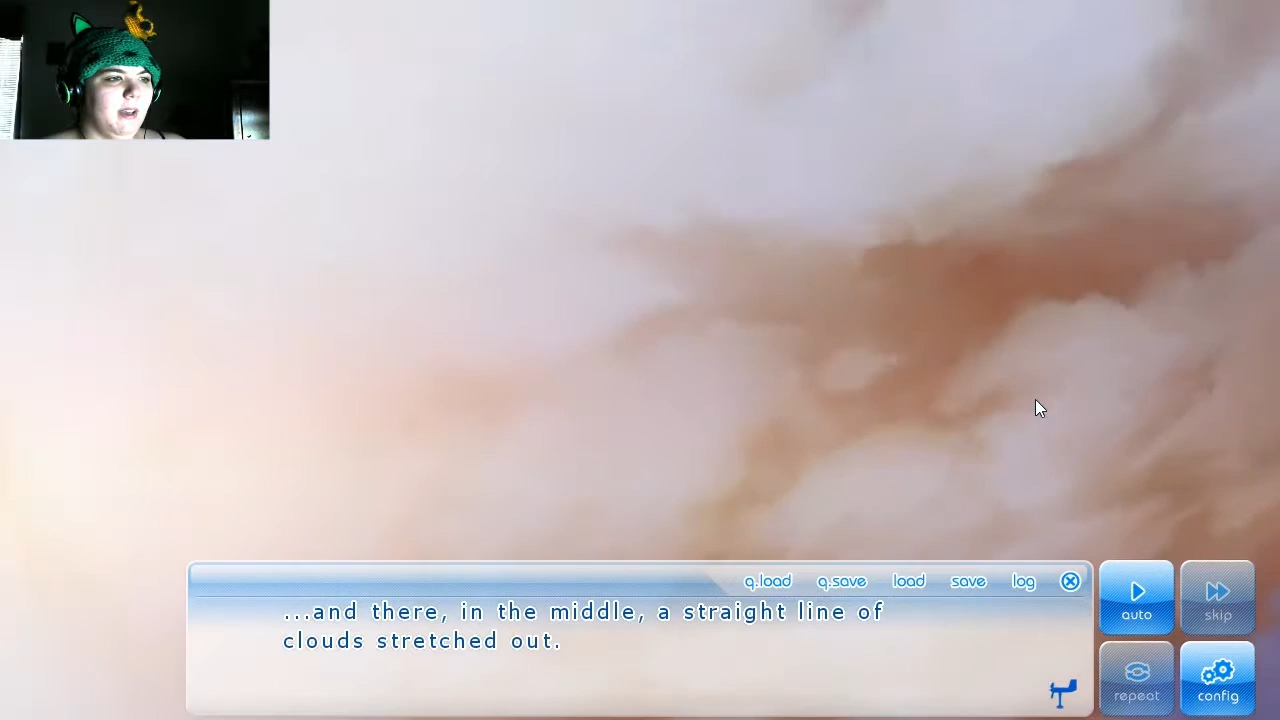 q.load q.save load save log
...and there, in the middle, a straight line of
clouds stretched out.
auto
skip
repeat
config